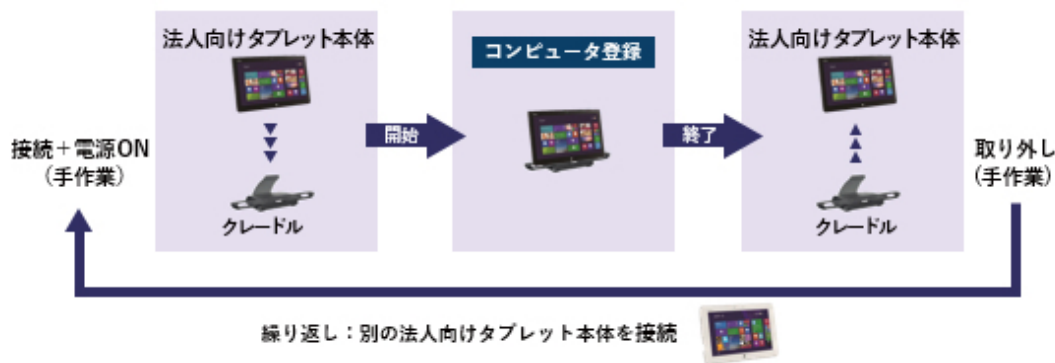 法人向けタブレット本体
コンピュータ登録
法人向けタブレット本体
接続+電源ON
(手作業)
開始
終了
取り外し
(手作業)
クレードル
クレードル
繰り返し:別の法人向けタブレット本体を接続